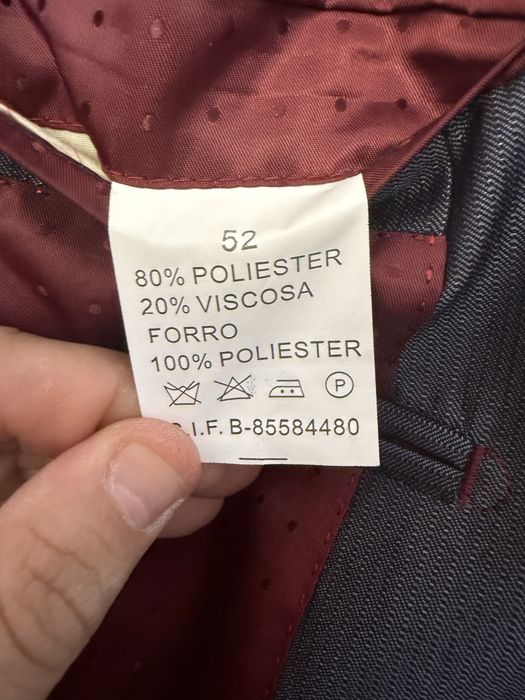 52
80% POLIESTER
20% VISCOSA
FORRO
100% POLIESTER
P
.I.F. B-85584480